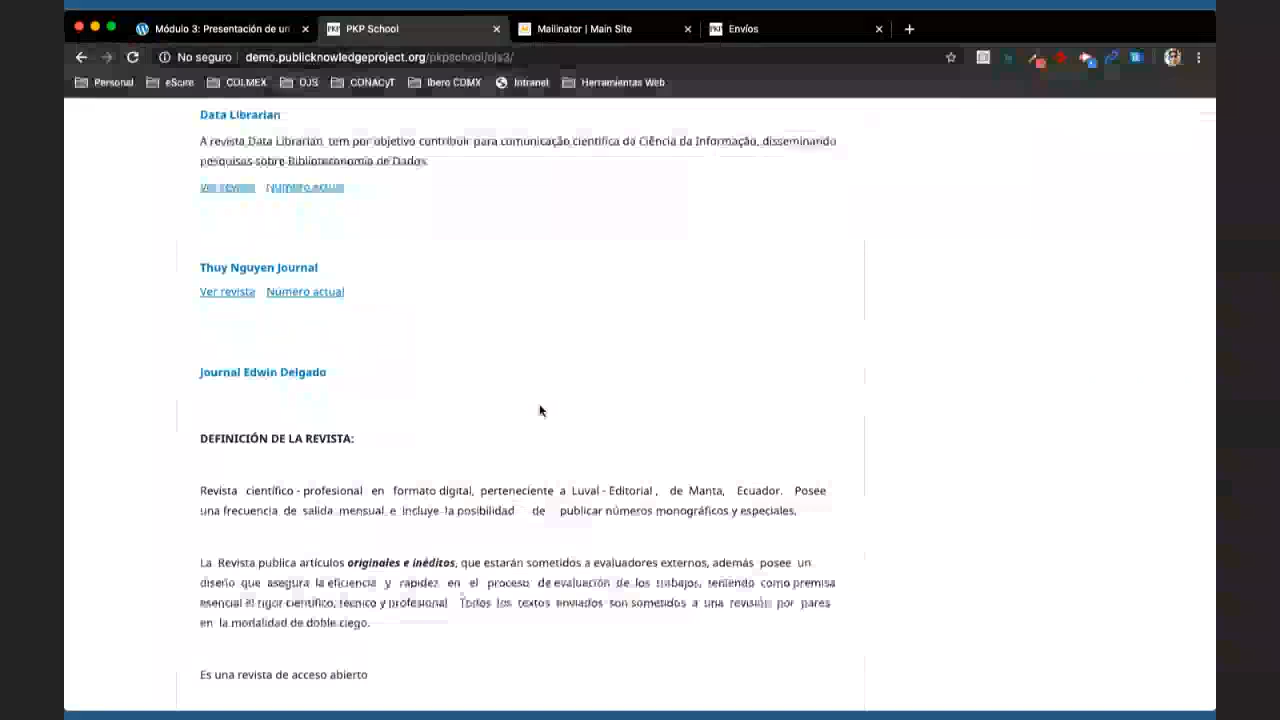 Módulo 3: Presentación de un
PKP PKP School
Mailinator | Main Site
PKP Envíos
No seguro | demo.publicknowledgeproject.org/pkpschool/ojs3/
Personal eScire COLMEX OJS CONACyT Ibero CDMX Intranet Herramientas Web
Data Librarian
A revista Data Librarian, tem por objetivo contribuir para comunicação científica da Ciência da Informação, disseminando
pesquisas sobre Biblioteconomia de Dados.
Ver revista Número actual
Thuy Nguyen Journal
Ver revista Número actual
Journal Edwin Delgado
DEFINICIÓN DE LA REVISTA:
Revista científico - profesional en formato digital, perteneciente a Luval - Editorial , de Manta, Ecuador. Posee
una frecuencia de salida mensual e incluye la posibilidad de publicar números monográficos y especiales.
La Revista publica artículos originales e inéditos, que estarán sometidos a evaluadores externos, además posee un
diseño que asegura la eficiencia y rapidez en el proceso de evaluación de los trabajos, teniendo como premisa
esencial el rigor científico, técnico y profesional Todos los textos enviados son sometidos a una revisión por pares
en la modalidad de doble ciego.
Es una revista de acceso abierto